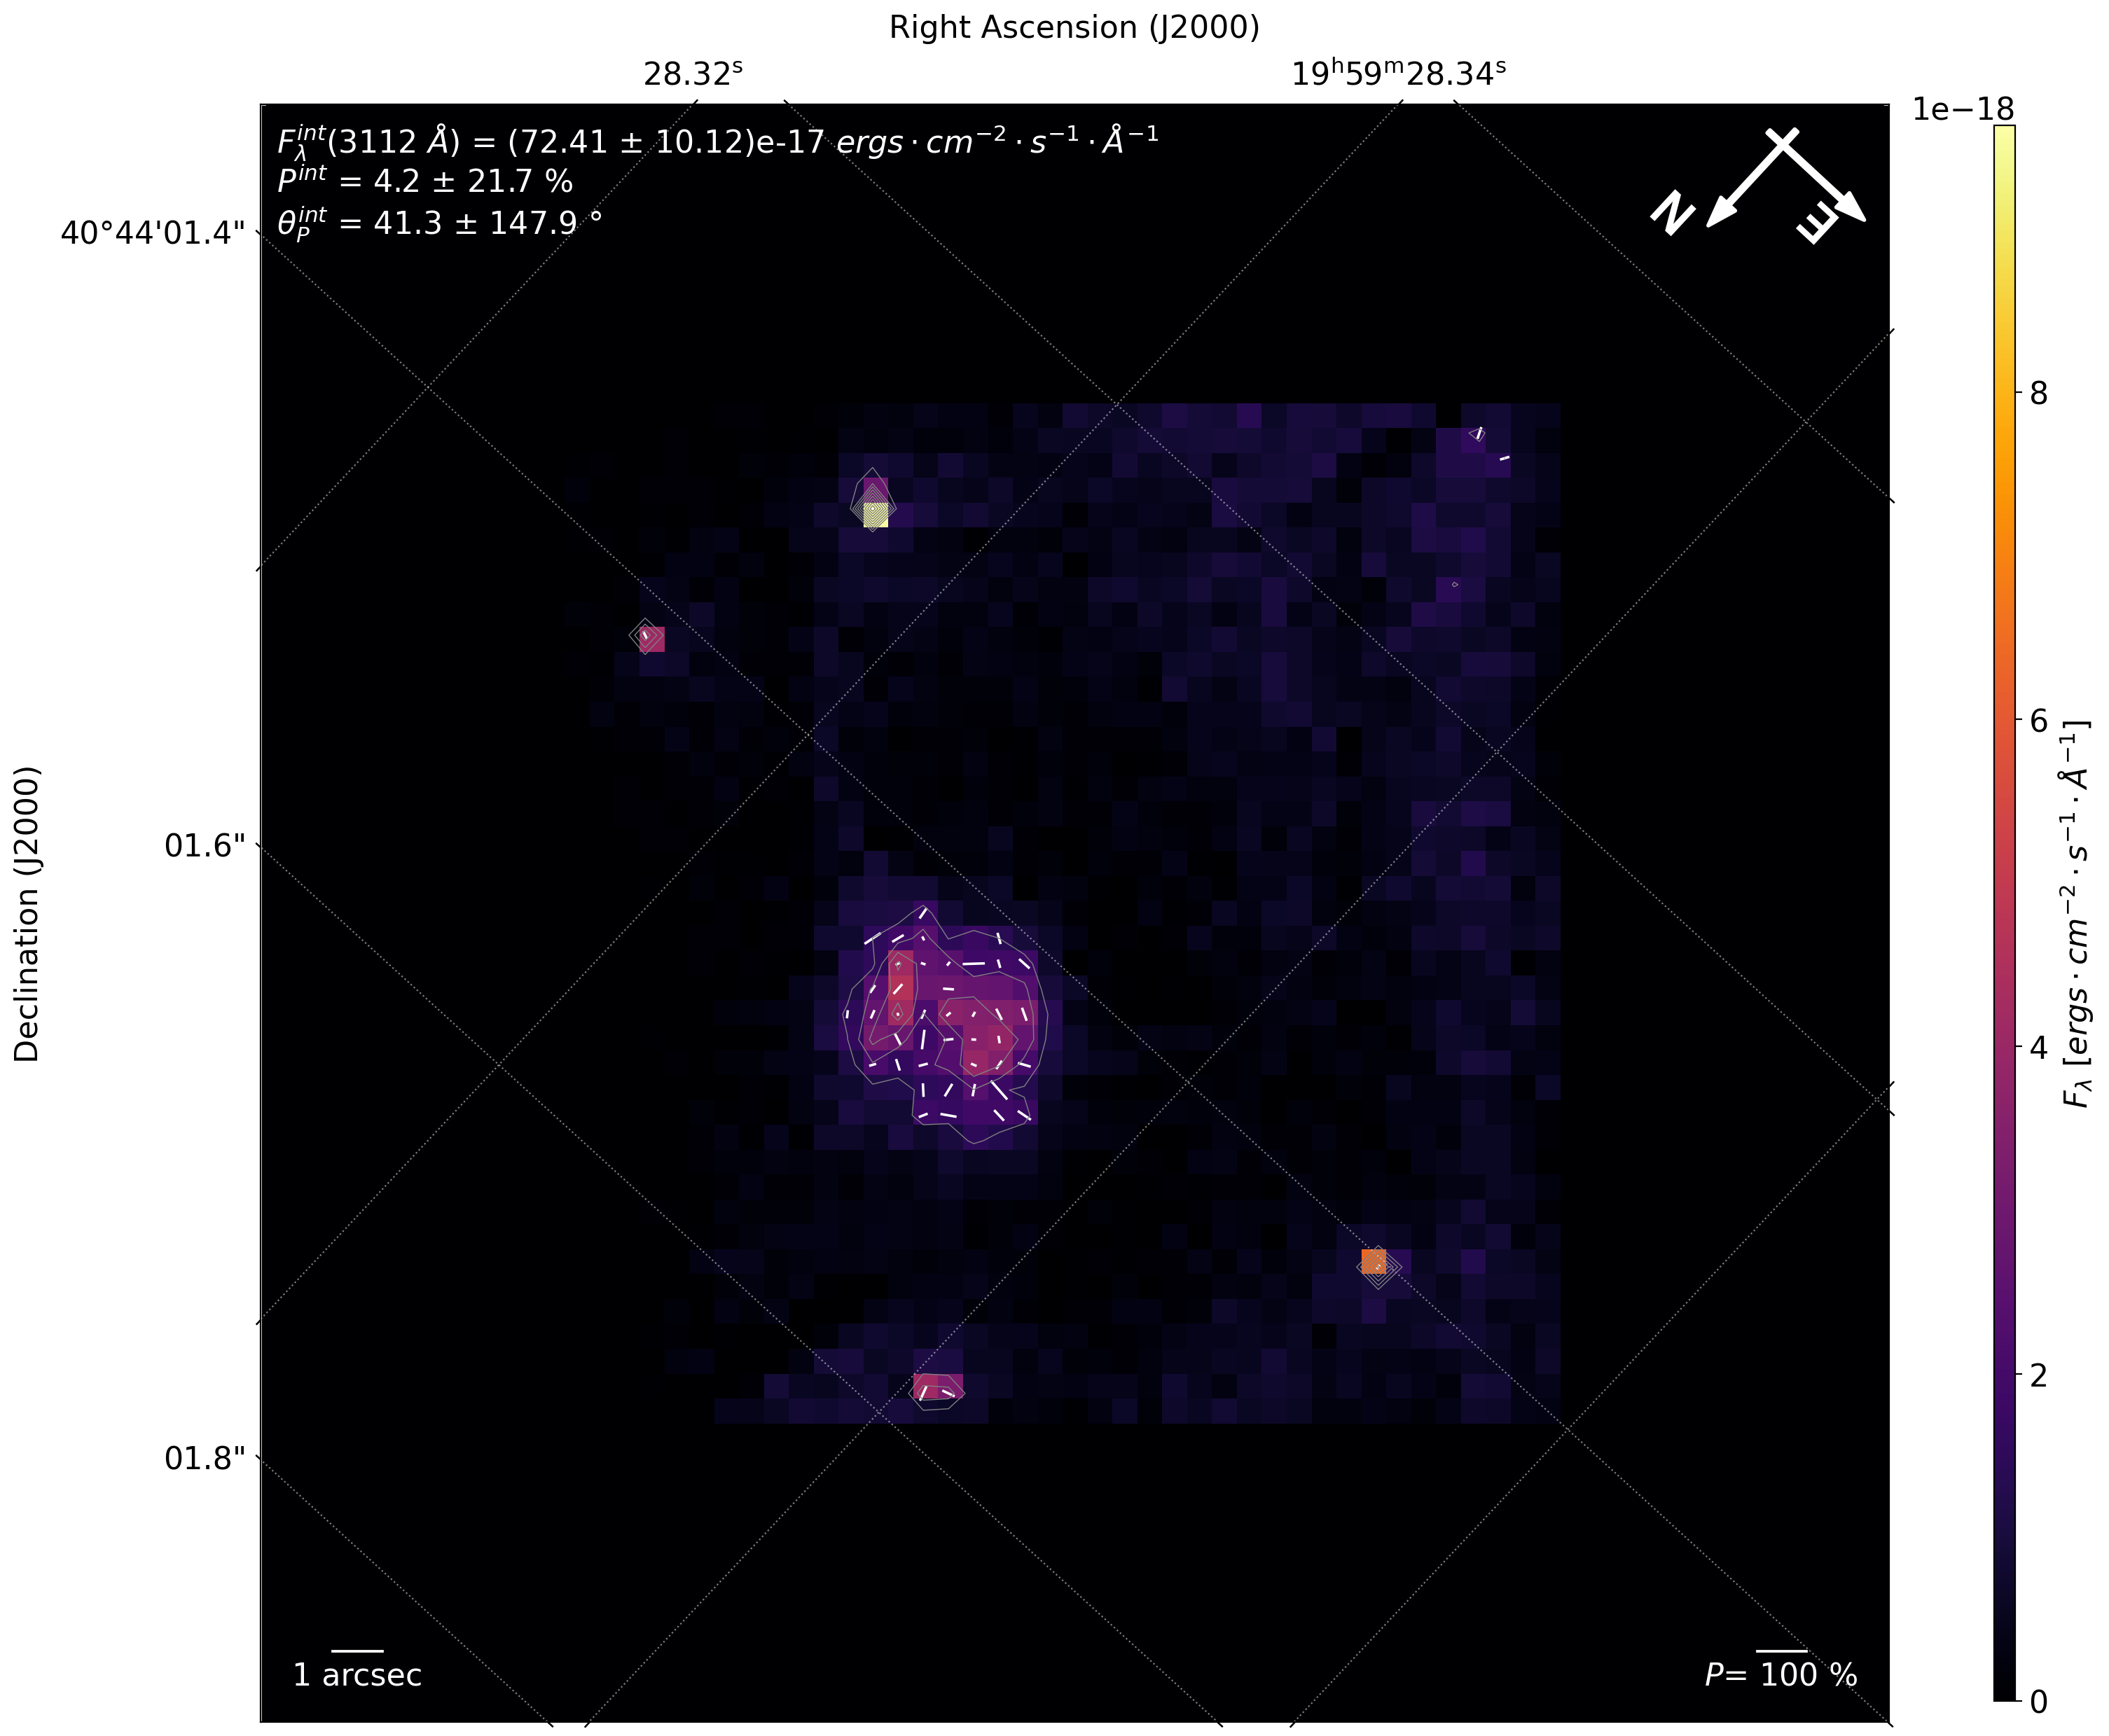 Right Ascension (J2000)
28.32ˢ
19ʰ59ᵐ28.34ˢ
1e−18
F_λ^{int}(3112 Å) = (72.41 ± 10.12)e-17 ergs · cm⁻² · s⁻¹ · Å⁻¹
P^{int} = 4.2 ± 21.7 %
θ_P^{int} = 41.3 ± 147.9 °
N
E
40°44'01.4"
01.6"
01.8"
Declination (J2000)
8
6
4
2
0
F_λ [ergs · cm⁻² · s⁻¹ · Å⁻¹]
1 arcsec
P= 100 %